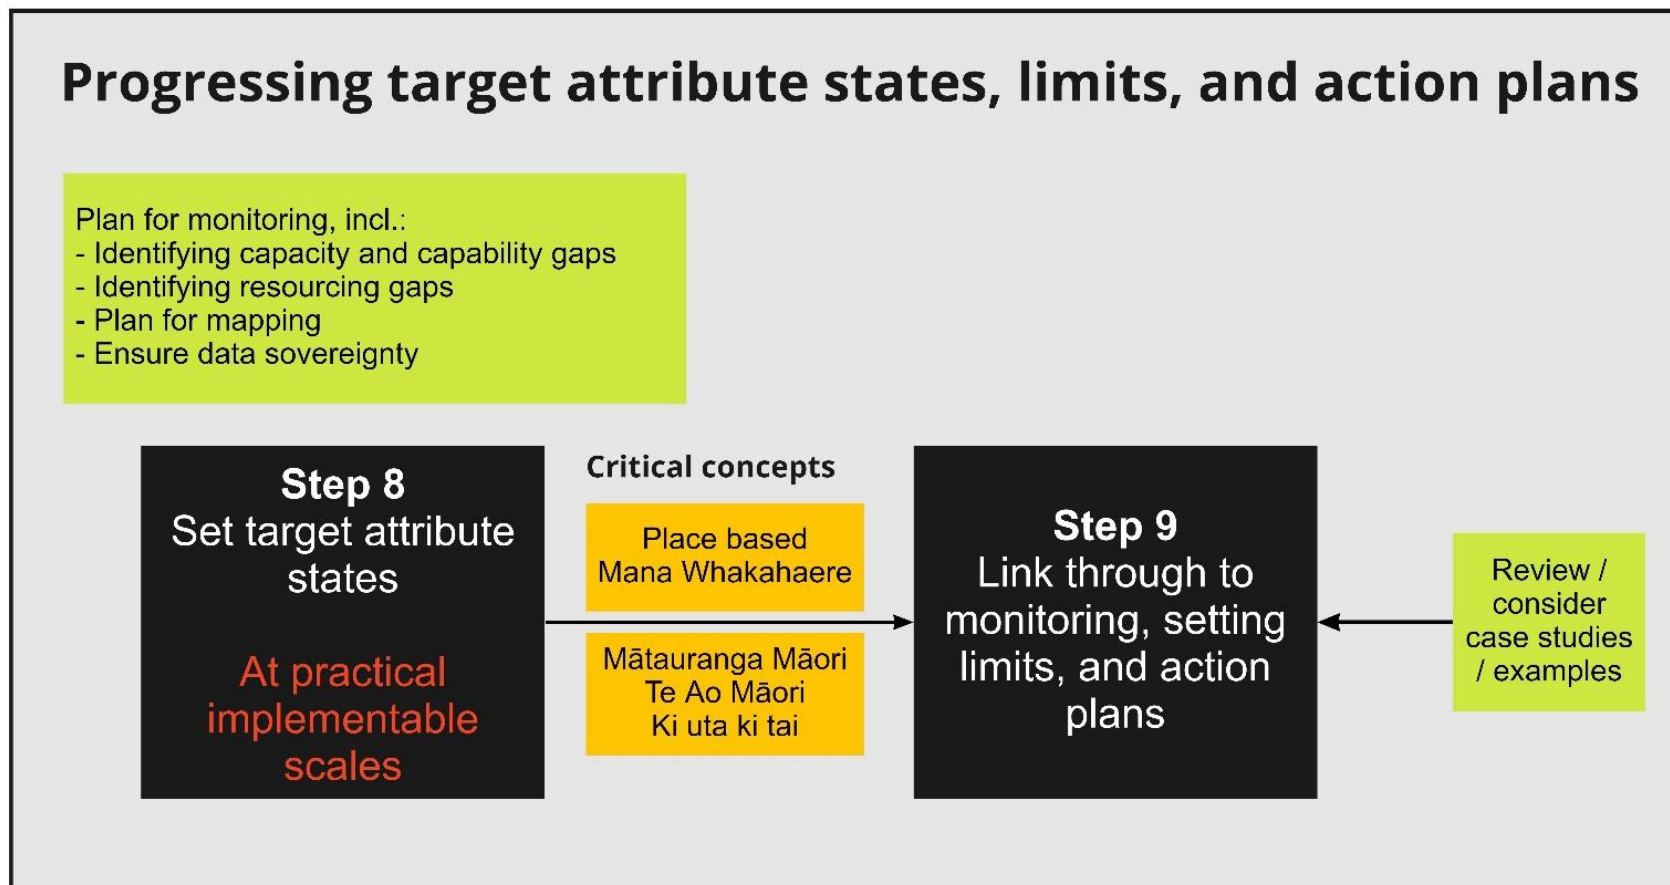 Progressing target attribute states, limits, and action plans
Plan for monitoring, incl.:
- Identifying capacity and capability gaps
- Identifying resourcing gaps
- Plan for mapping
- Ensure data sovereignty
Step 8
Set target attribute
states
At practical
implementable
scales
Critical concepts
Place based
Mana Whakahaere
Mātauranga Māori
Te Ao Māori
Ki uta ki tai
Step 9
Link through to
monitoring, setting
limits, and action
plans
Review /
consider
case studies
/ examples